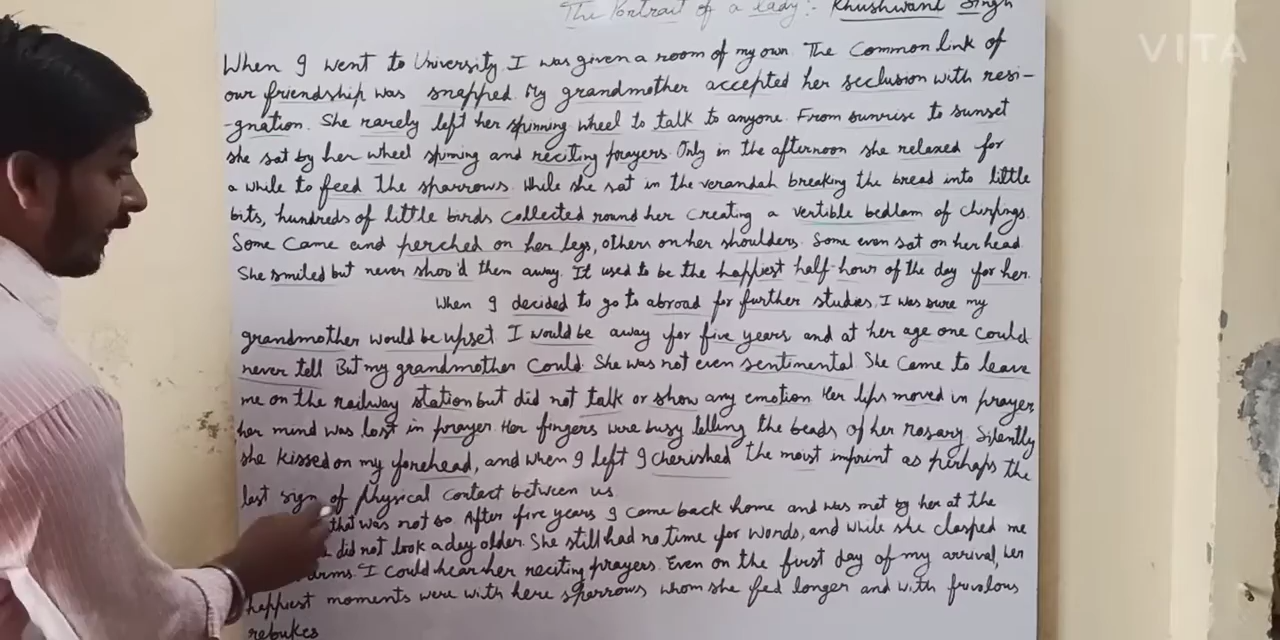 The Portrait of a lady :- Khushwant Singh
VITA
When I went to University I was given a room of my own. The Common link of
our friendship was snapped. My grandmother accepted her seclusion with resi-
-gnation. She rarely left her spinning wheel to talk to anyone. From sunrise to sunset
she sat by her wheel spinning and reciting prayers. Only in the afternoon she relaxed for
a while to feed the sparrows. While she sat in the verandah breaking the bread into little
bits, hundreds of little birds collected round her creating a vertible bedlam of chirpings.
Some came and perched on her legs, others on her shoulders. Some even sat on her head.
She smiled but never shoo'd them away. It used to be the happiest half-hour of the day for her.
When I decided to go to abroad for further studies, I was sure my
grandmother would be upset. I would be away for five years, and at her age one could
never tell. But my grandmother Could. She was not even sentimental. She came to leave
me on the railway station but did not talk or show any emotion. Her lips moved in prayer
her mind was lost in prayer. Her fingers were busy telling the beads of her rosary. Silently
she kissed on my forehead, and when I left I cherished the moist imprint as perhaps the
last sign of physical contact between us.
that was not so. After five years I came back home and was met by her at the
did not look a day older. She still had no time for words, and while she clasped me
arms. I could hear her reciting prayers. Even on the first day of my arrival, her
happiest moments were with here sparrows whom she fed longer and with frivolous
rebukes